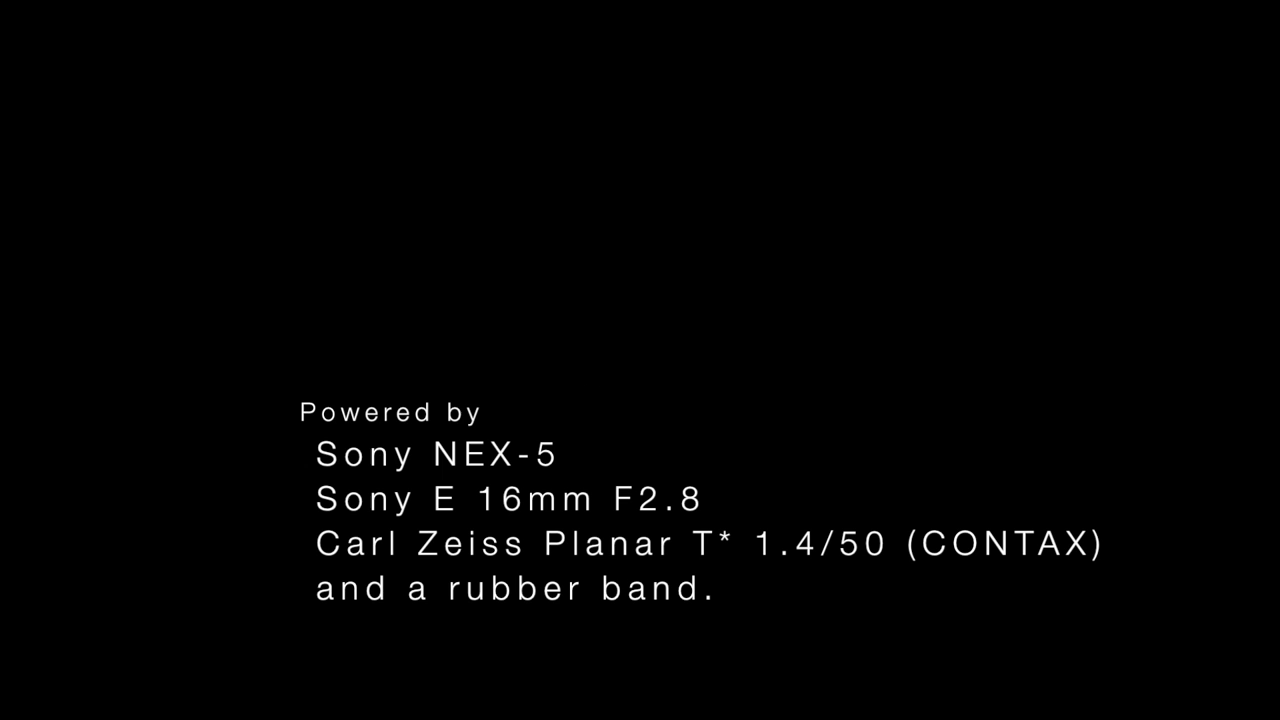 Powered by
Sony NEX-5
Sony E 16mm F2.8
Carl Zeiss Planar T* 1.4/50 (CONTAX)
and a rubber band.